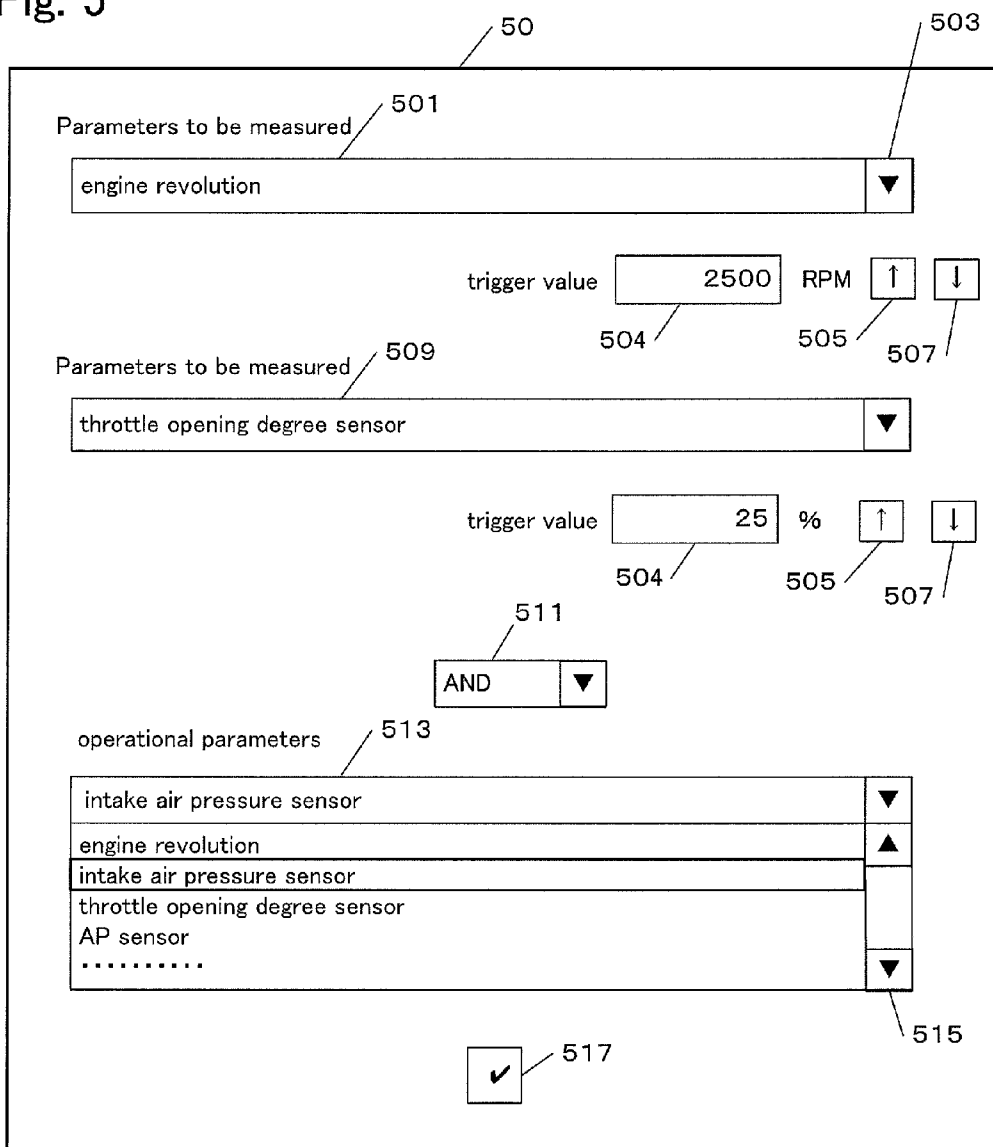 Fig. 5
50
503
501
Parameters to be measured
engine revolution ▼
trigger value 2500 RPM ↑ ↓
504 505 507
509
Parameters to be measured
throttle opening degree sensor ▼
trigger value 25 % ↑ ↓
504 505 507
511
AND ▼
513
operational parameters
intake air pressure sensor ▼
engine revolution ▲
intake air pressure sensor
throttle opening degree sensor
AP sensor
.......... ▼
515
✔ 517